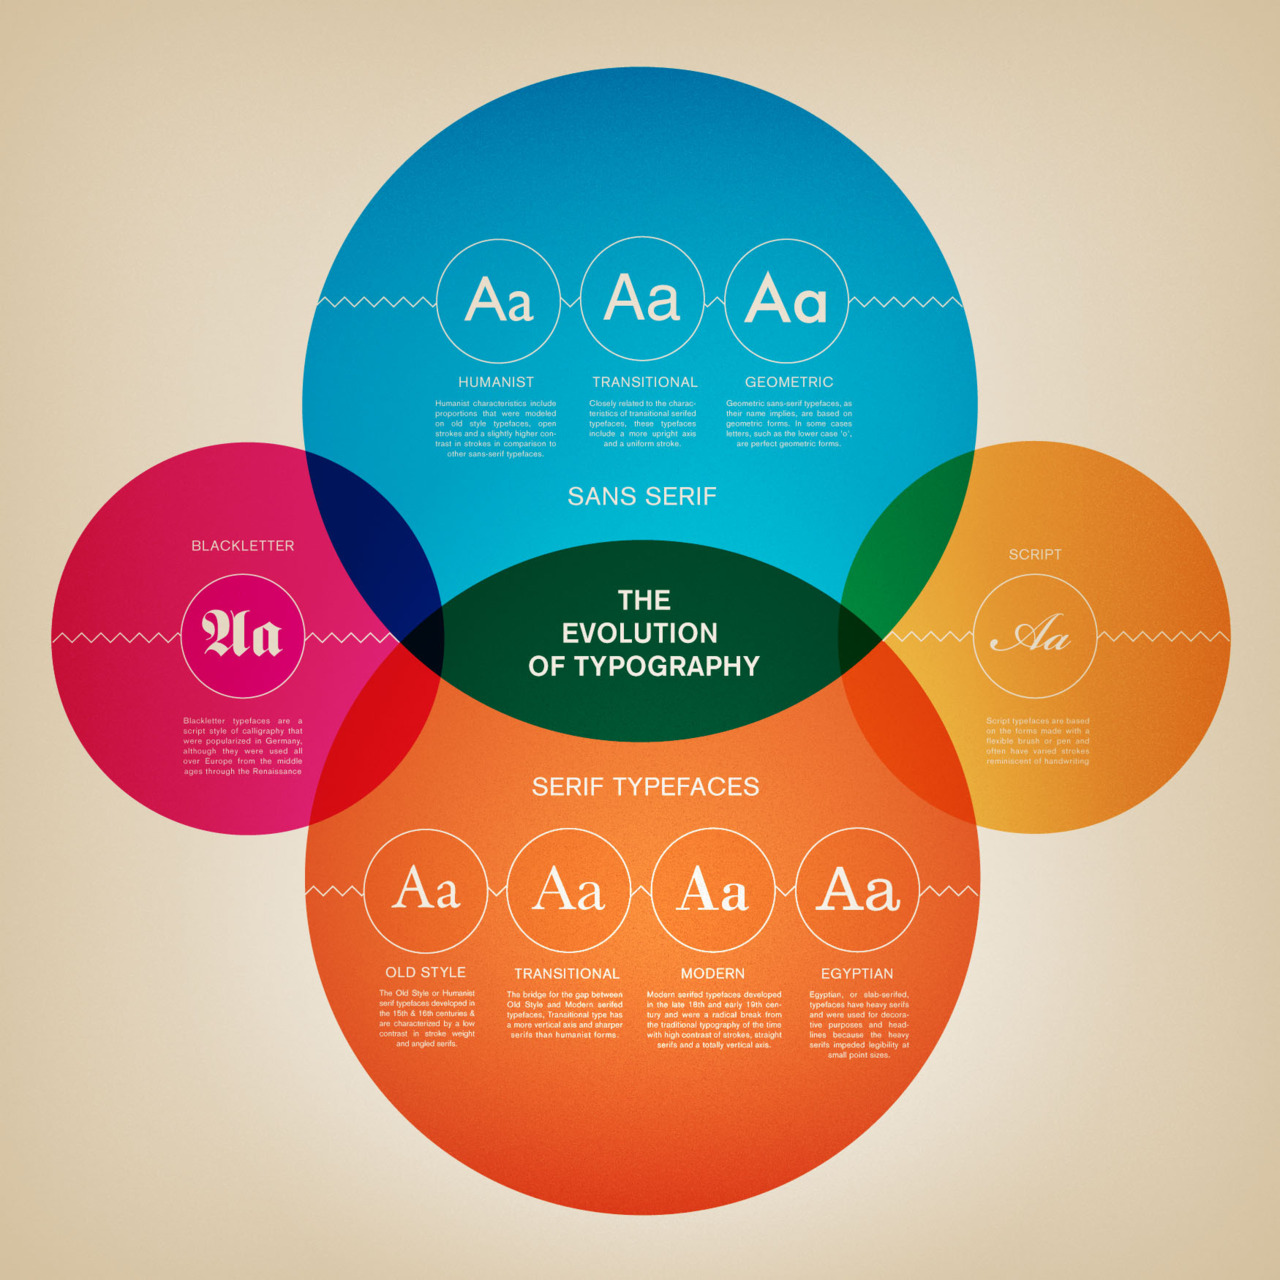 Aa
Aa
Aa
HUMANIST
TRANSITIONAL
GEOMETRIC
Humanist characteristics include
proportions that were modeled
on old style typefaces, open
strokes and a slightly higher con-
trast in strokes in comparison to
other sans-serif typefaces.
Closely related to the charac-
teristics of transitional serifed
typefaces, these typefaces
include a more upright axis
and a uniform stroke.
Geometric sans-serif typefaces, as
their name implies, are based on
geometric forms. In some cases
letters, such as the lower case 'o',
are perfect geometric forms.
SANS SERIF
BLACKLETTER
Aa
Blackletter typefaces are a
script style of calligraphy that
were popularized in Germany,
although they were used all
over Europe from the middle
ages through the Renaissance
THE
EVOLUTION
OF TYPOGRAPHY
SCRIPT
Aa
Script typefaces are based
on the forms made with a
flexible brush or pen and
often have varied strokes
reminiscent of handwriting
SERIF TYPEFACES
Aa
Aa
Aa
Aa
OLD STYLE
TRANSITIONAL
MODERN
EGYPTIAN
The Old Style or Humanist
serif typefaces developed in
the 15th & 16th centuries &
are characterized by a low
contrast in stroke weight
and angled serifs.
The bridge for the gap between
Old Style and Modern serifed
typefaces, Transitional type has
a more vertical axis and sharper
serifs than humanist forms.
Modern serifed typefaces developed
in the late 18th and early 19th cen-
tury and were a radical break from
the traditional typography of the time
with high contrast of strokes, straight
serifs and a totally vertical axis.
Egyptian, or slab-serifed,
typefaces have heavy serifs
and were used for decora-
tive purposes and head-
lines because the heavy
serifs impeded legibility at
small point sizes.